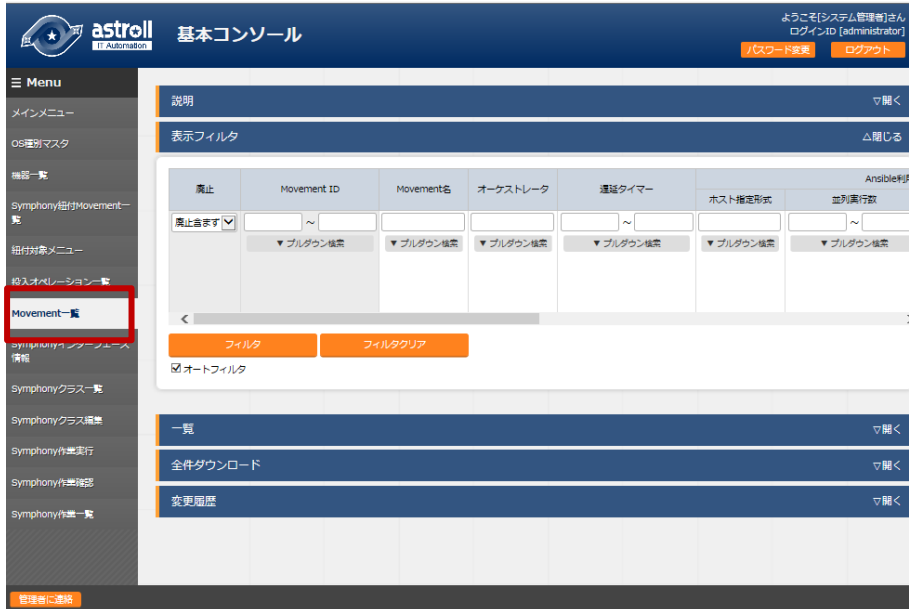 astroll
IT Automation
基本コンソール
ようこそ[システム管理者]さん
ログインID [administrator]
パスワード変更 ログアウト
☰ Menu
メインメニュー
OS種別マスタ
機器一覧
Symphony紐付Movement一
覧
紐付対象メニュー
投入オペレーション一覧
Movement一覧
Symphonyインターフェース
情報
Symphonyクラス一覧
Symphonyクラス編集
Symphony作業実行
Symphony作業確認
Symphony作業一覧
説明 ▽開く
表示フィルタ △閉じる
Ansible利用
廃止 Movement ID Movement名 オーケストレータ 遅延タイマー ホスト指定形式 並列実行数
廃止含まず ～ ～ ～
▼ プルダウン検索 ▼ プルダウン検索 ▼ プルダウン検索 ▼ プルダウン検索 ▼ プルダウン検索 ▼ プルダウン検索
フィルタ フィルタクリア
オートフィルタ
一覧 ▽開く
全件ダウンロード ▽開く
変更履歴 ▽開く
管理者に連絡